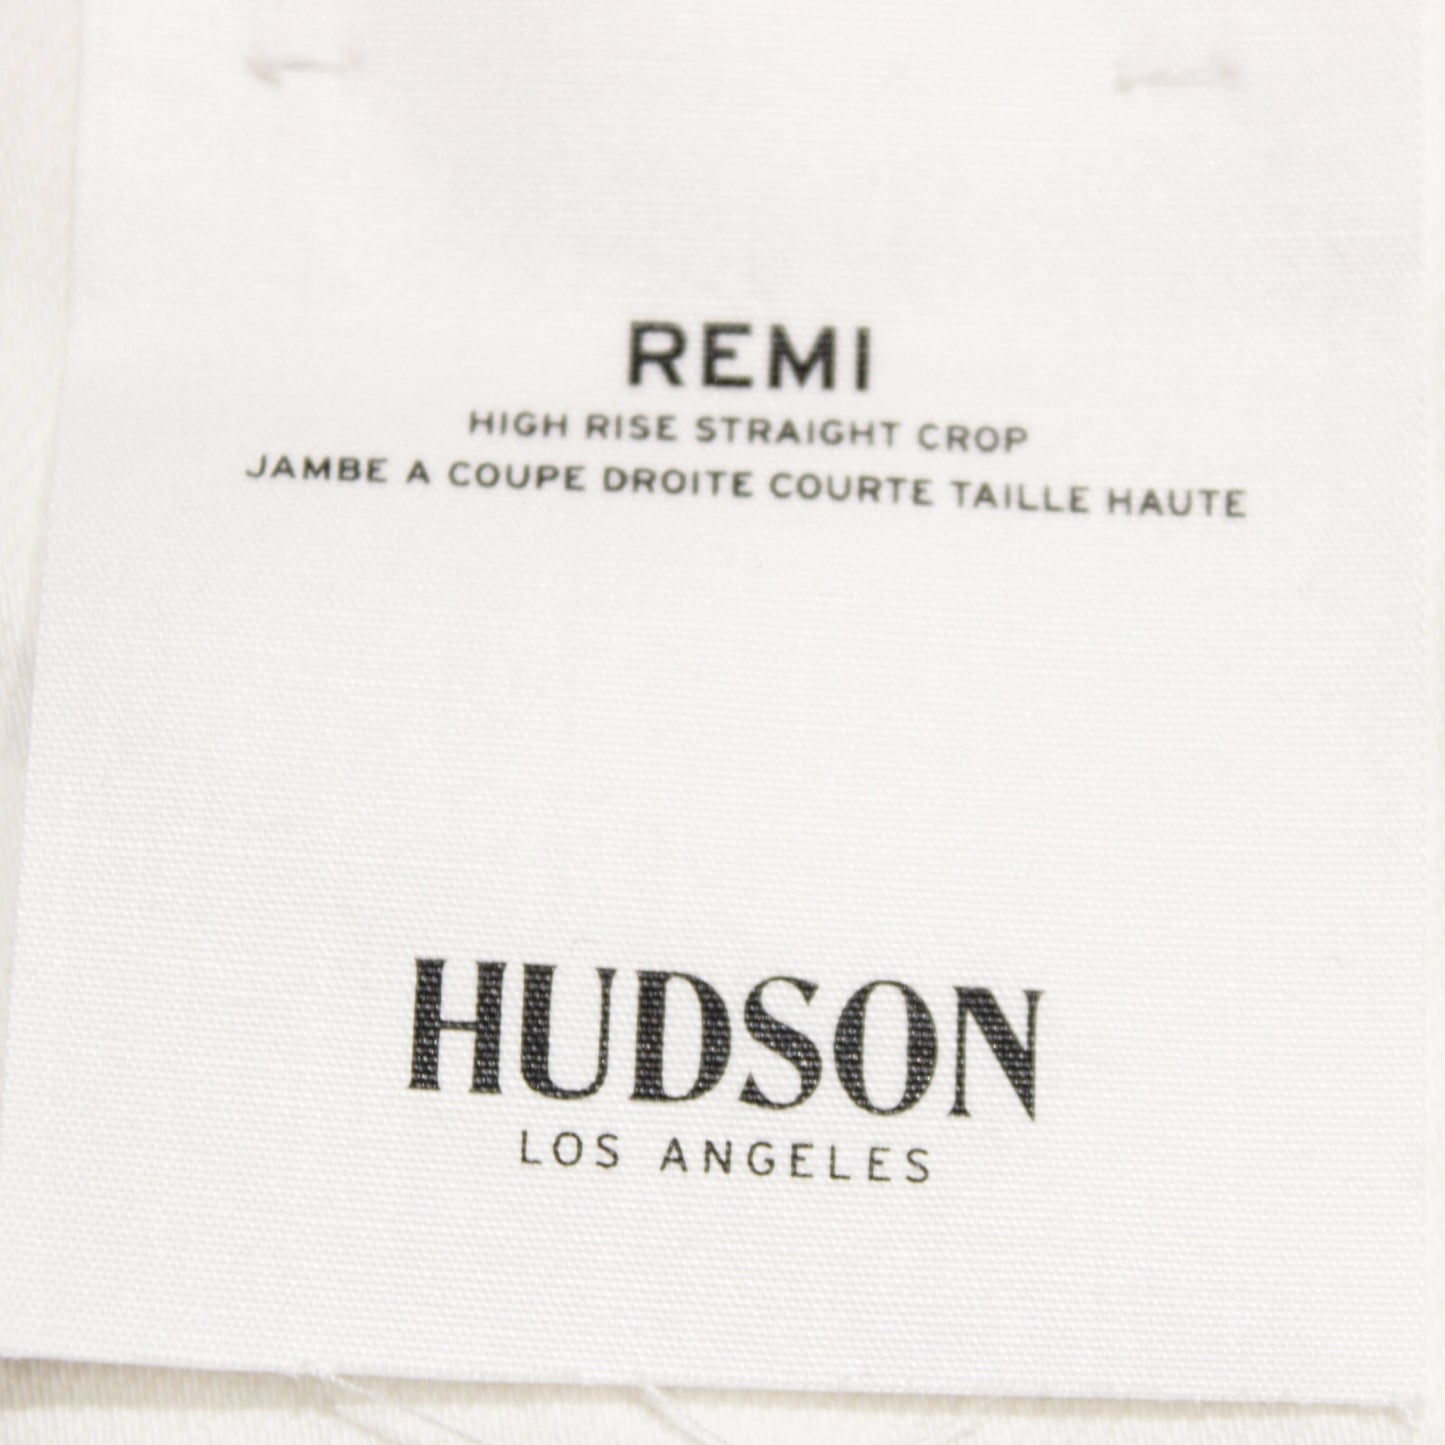 REMI
HIGH RISE STRAIGHT CROP
JAMBE A COUPE DROITE COURTE TAILLE HAUTE
HUDSON
LOS ANGELES